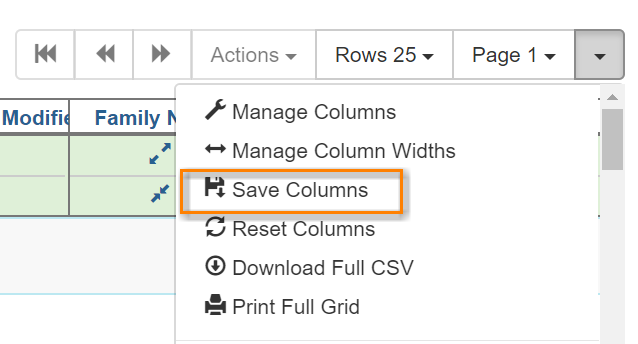 Actions Rows 25 Page 1
Modifie Family N
Manage Columns
Manage Column Widths
Save Columns
Reset Columns
Download Full CSV
Print Full Grid